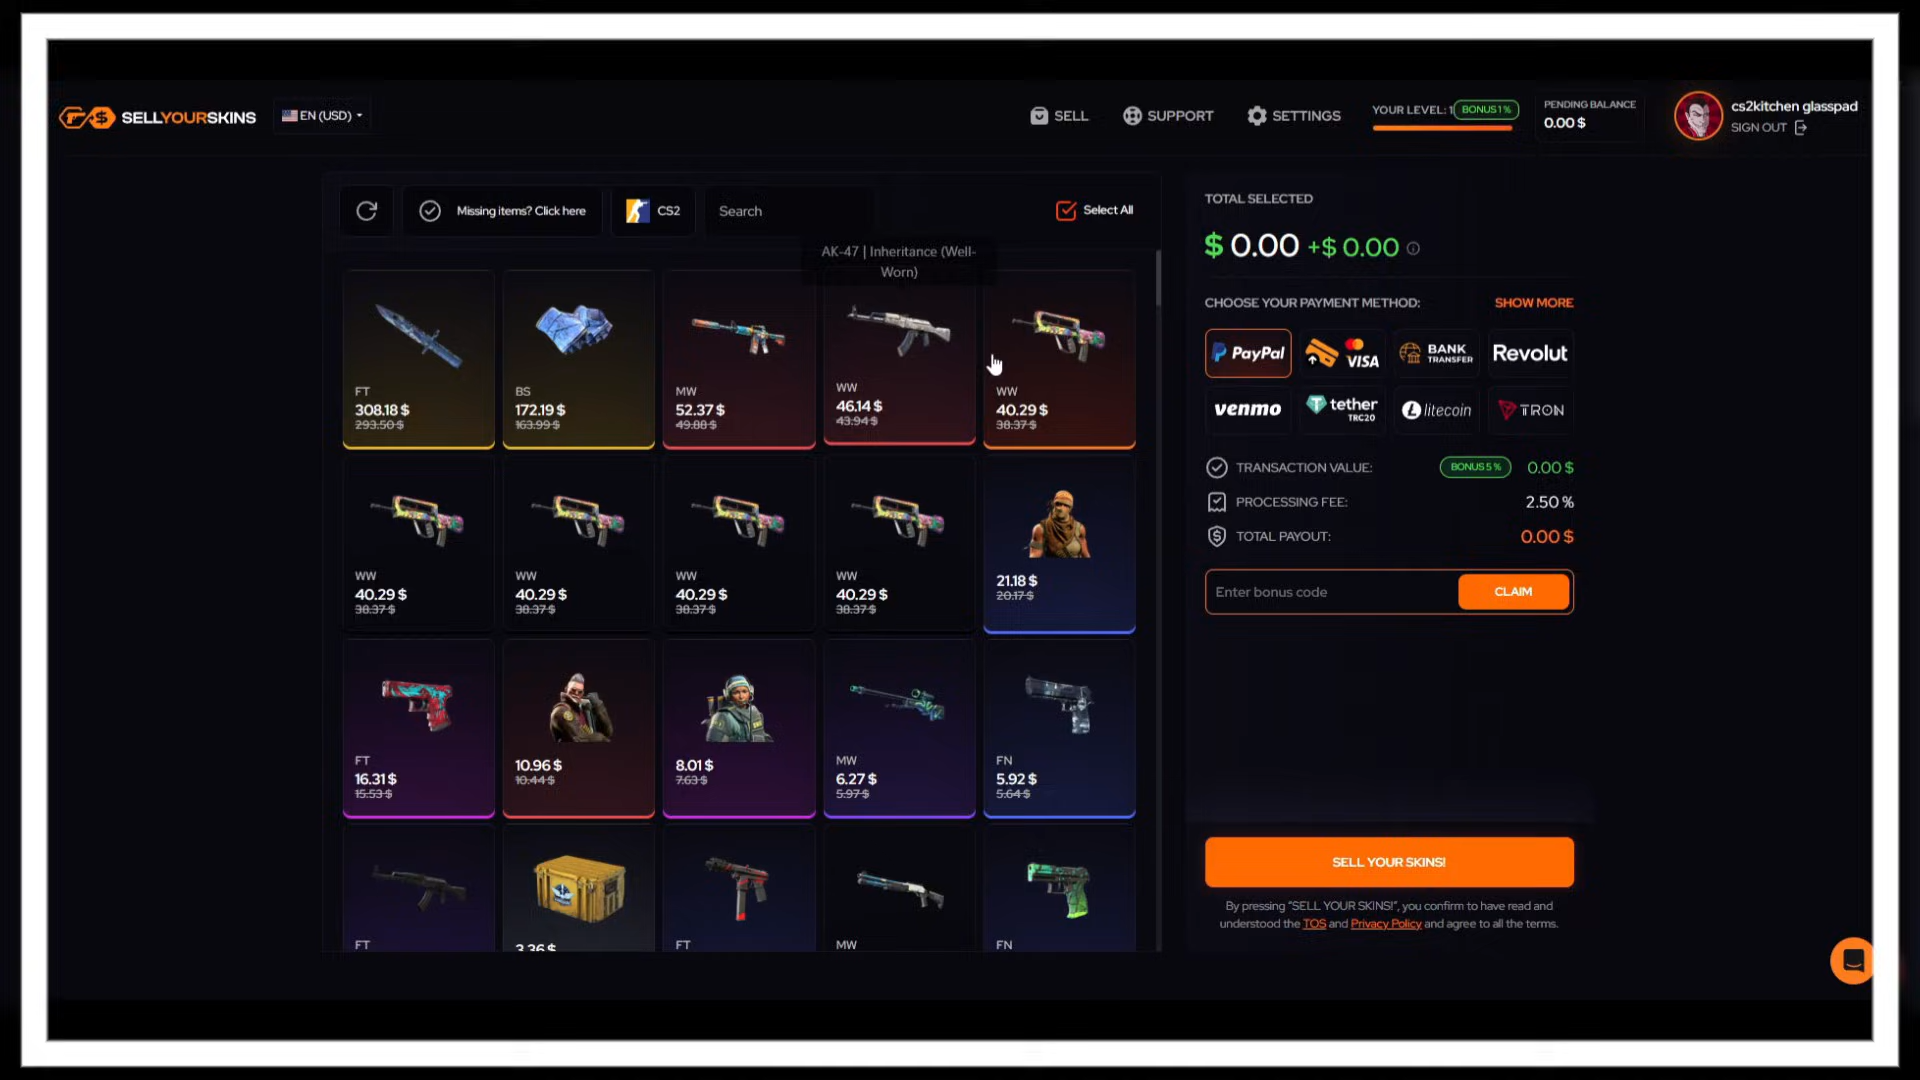 SELLYOURSKINS
EN (USD)
SELL
SUPPORT
SETTINGS
YOUR LEVEL: 1
BONUS 1 %
PENDING BALANCE
0.00 $
cs2kitchen glasspad
SIGN OUT
Missing items? Click here
CS2
Search
Select All
AK-47 | Inheritance (Well-
Worn)
FT
308.18 $
293.50 $
BS
172.19 $
163.99 $
MW
52.37 $
49.88 $
WW
46.14 $
43.94 $
WW
40.29 $
38.37 $
WW
40.29 $
38.37 $
WW
40.29 $
38.37 $
WW
40.29 $
38.37 $
WW
40.29 $
38.37 $
21.18 $
20.17 $
FT
16.31 $
15.53 $
10.96 $
10.44 $
8.01 $
7.63 $
MW
6.27 $
5.97 $
FN
5.92 $
5.64 $
FT
3.36 $
FT
MW
FN
TOTAL SELECTED
$ 0.00 +$ 0.00
CHOOSE YOUR PAYMENT METHOD:
SHOW MORE
PayPal
VISA
BANK
TRANSFER
Revolut
venmo
tether
TRC20
litecoin
TRON
TRANSACTION VALUE:
BONUS 5 %
0.00 $
PROCESSING FEE:
2.50 %
TOTAL PAYOUT:
0.00 $
Enter bonus code
CLAIM
SELL YOUR SKINS!
By pressing "SELL YOUR SKINS!", you confirm to have read and
understood the TOS and Privacy Policy and agree to all the terms.